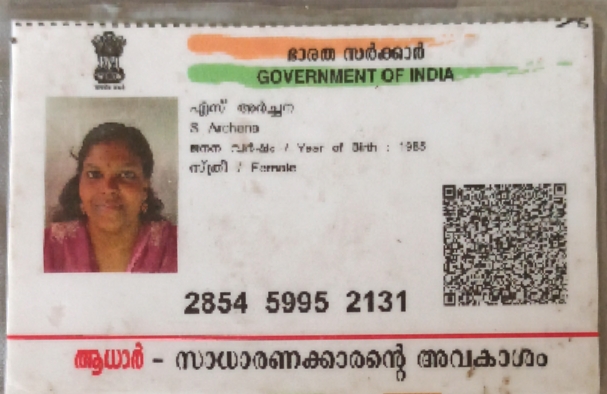 ഭാരത സർക്കാർ
GOVERNMENT OF INDIA
എസ് അർച്ചന
S Archana
ജനന വർഷം / Year of Birth : 1985
സ്ത്രീ / Female
2854 5995 2131
ആധാർ - സാധാരണക്കാരന്റെ അവകാശം